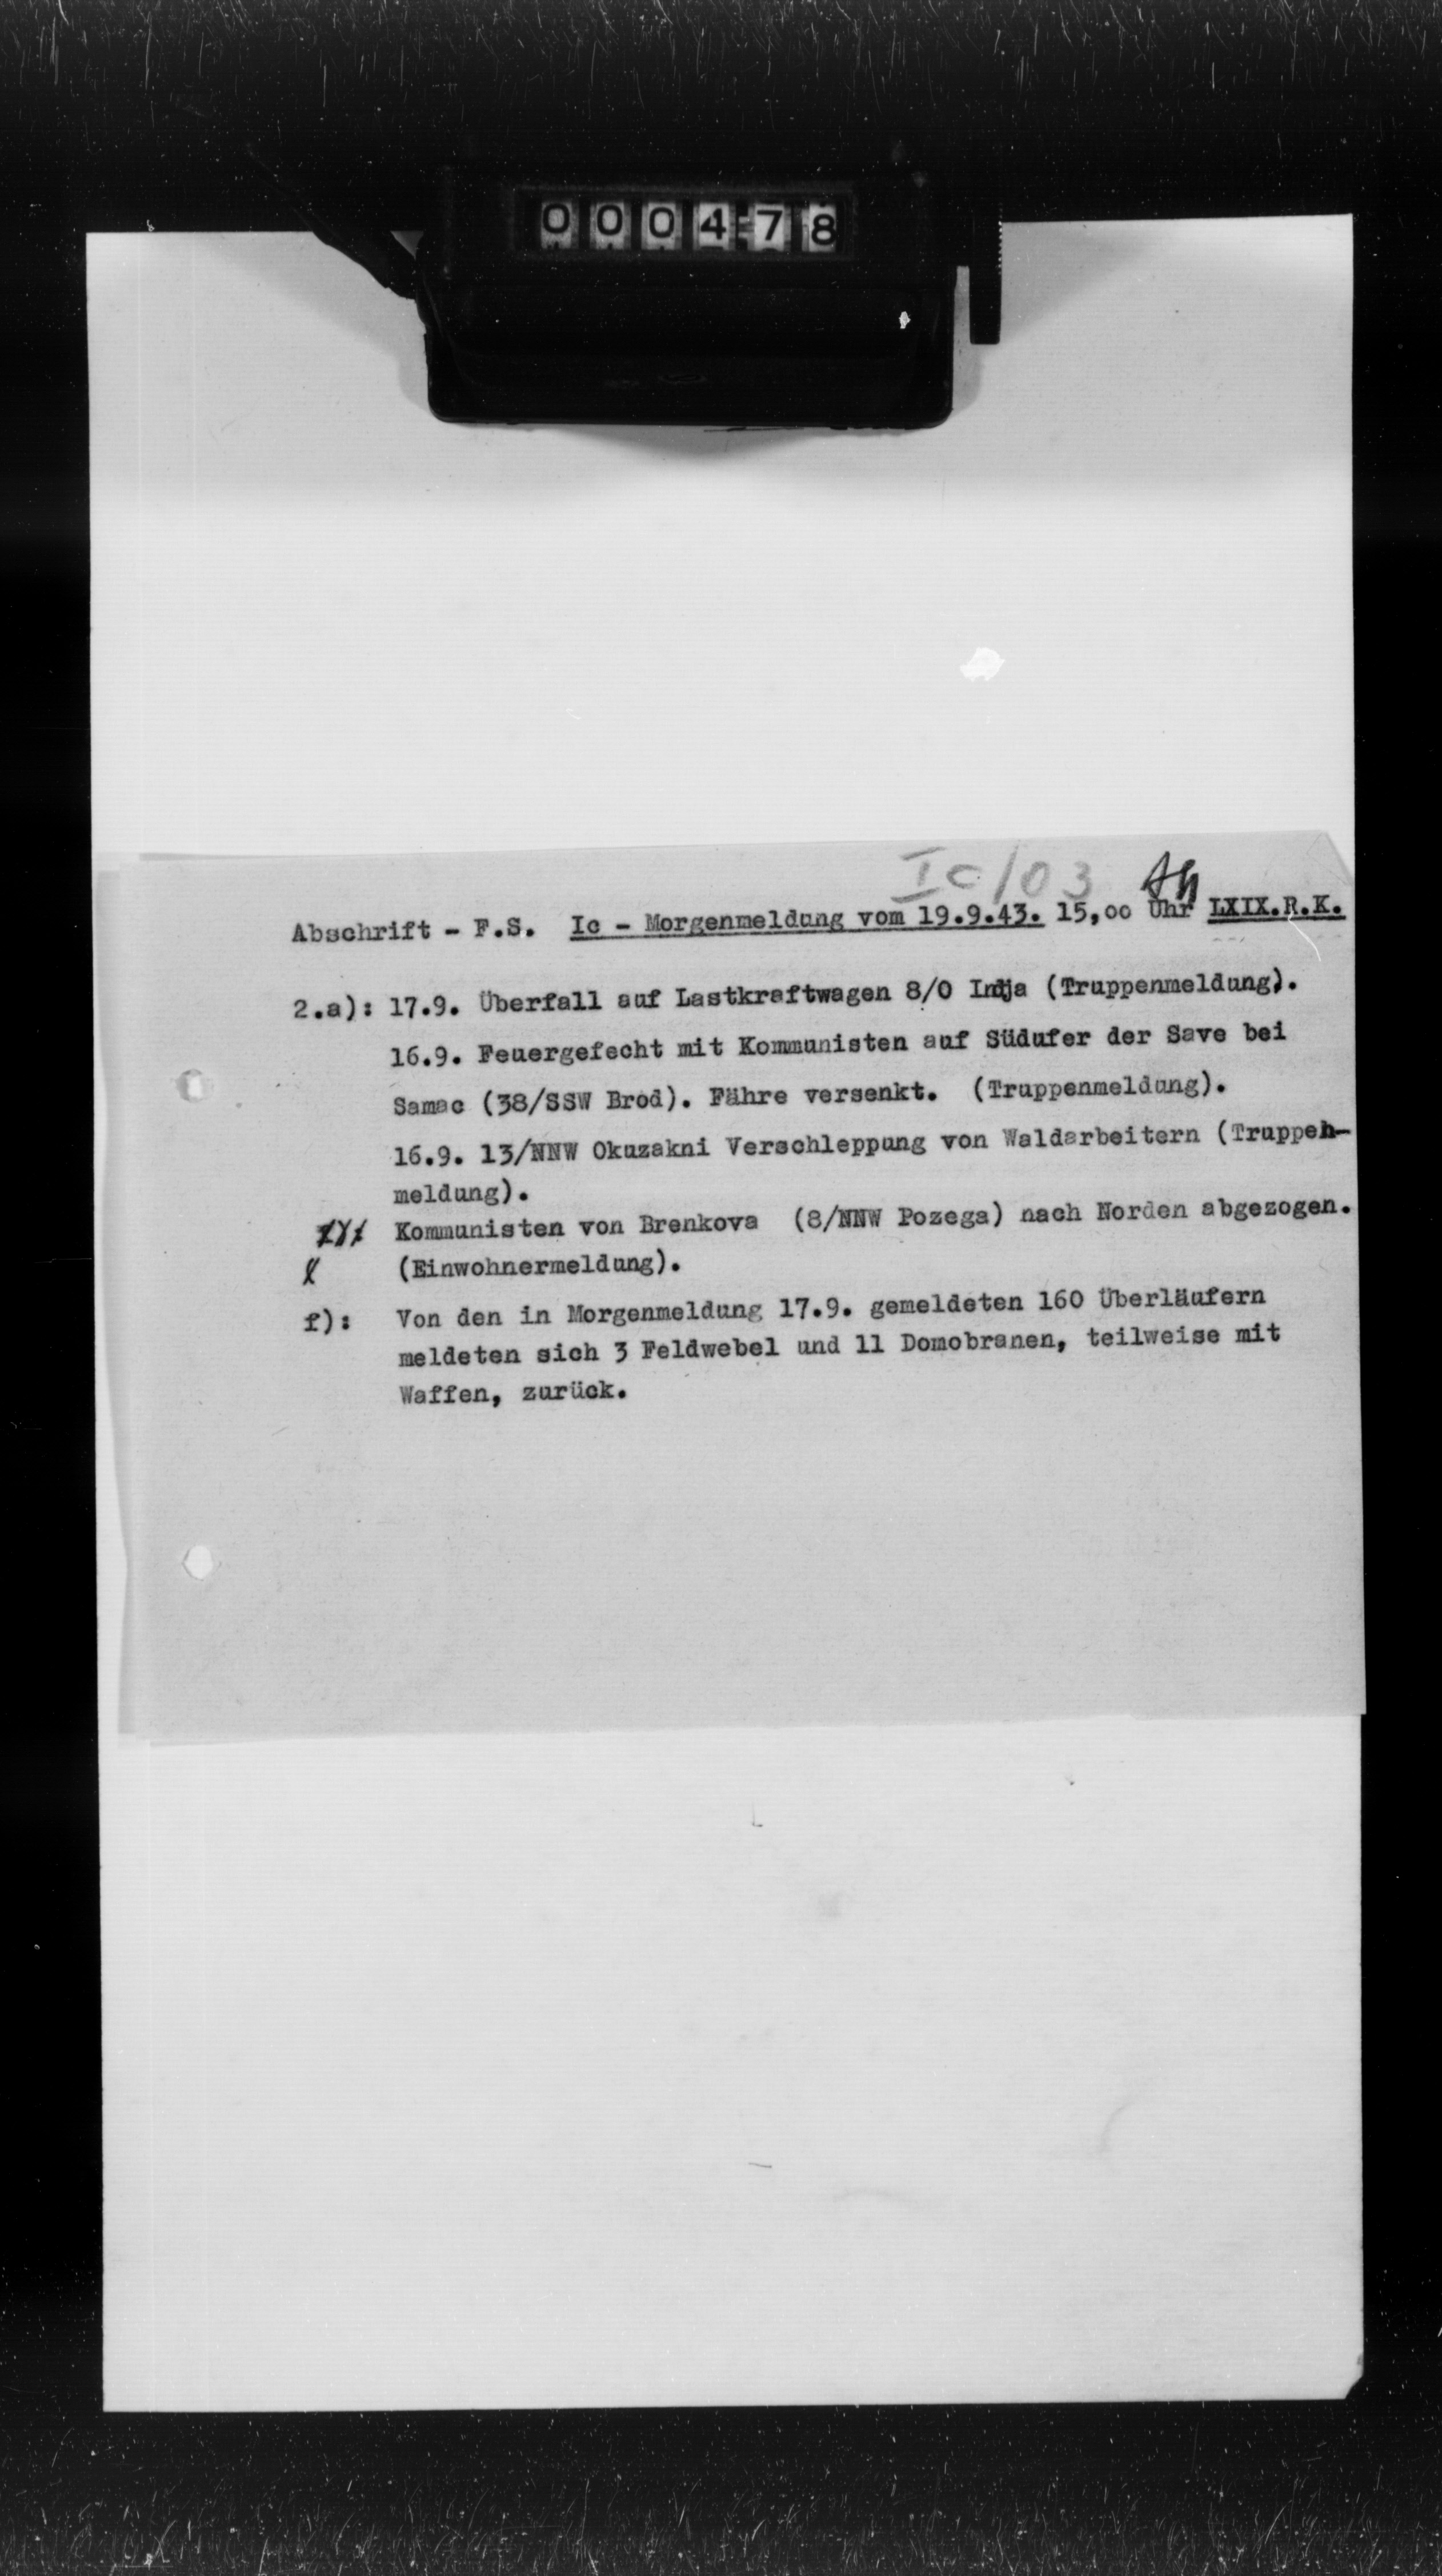 000478
Ic/03
Abschrift - F.S. Ic - Morgenmeldung vom 19.9.43. 15,oo Uhr LXIX.R.K.
2.a): 17.9. Überfall auf Lastkraftwagen 8/O Indja (Truppenmeldung).
16.9. Feuergefecht mit Kommunisten auf Südufer der Save bei
Samac (38/SSW Brod). Fähre versenkt. (Truppenmeldung).
16.9. 13/NNW Okuzakni Verschleppung von Waldarbeitern (Truppen-
meldung).
Kommunisten von Brenkova (8/NNW Pozega) nach Norden abgezogen.
(Einwohnermeldung).
f): Von den in Morgenmeldung 17.9. gemeldeten 160 Überläufern
meldeten sich 3 Feldwebel und 11 Domobranen, teilweise mit
Waffen, zurück.